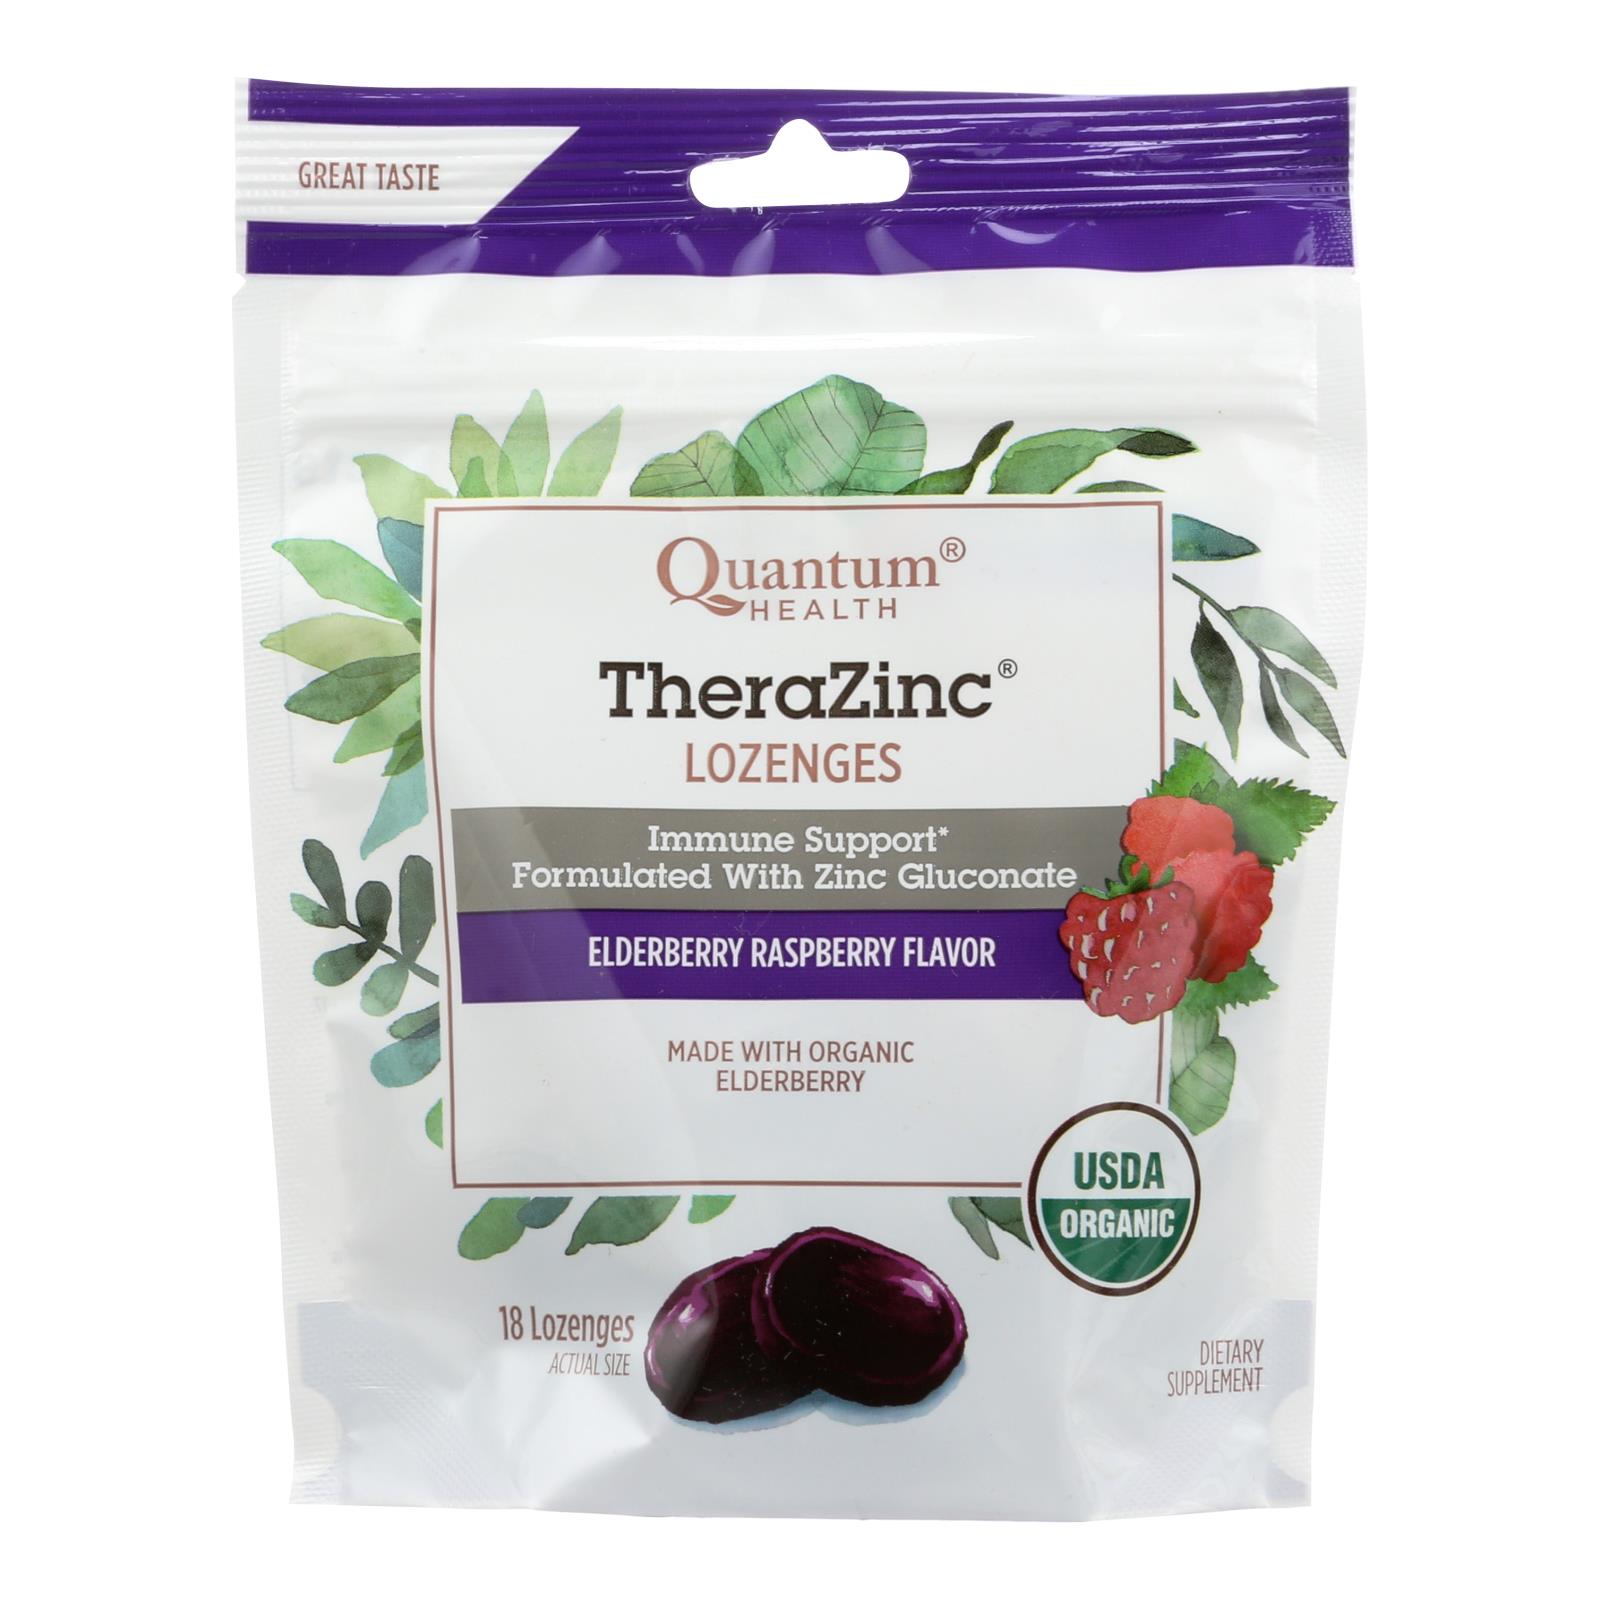 GREAT TASTE
Quantum®
HEALTH
TheraZinc®
LOZENGES
Immune Support*
Formulated With Zinc Gluconate
ELDERBERRY RASPBERRY FLAVOR
MADE WITH ORGANIC
ELDERBERRY
USDA
ORGANIC
18 Lozenges
ACTUAL SIZE
DIETARY
SUPPLEMENT